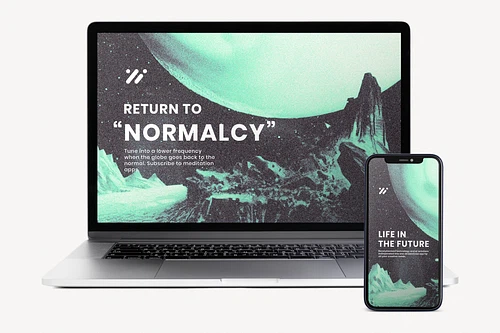 RETURN TO
“NORMALCY”
Tune into a lower frequency
when the globe goes back to the
normal. Subscribe to meditation
apps
LIFE IN
THE FUTURE